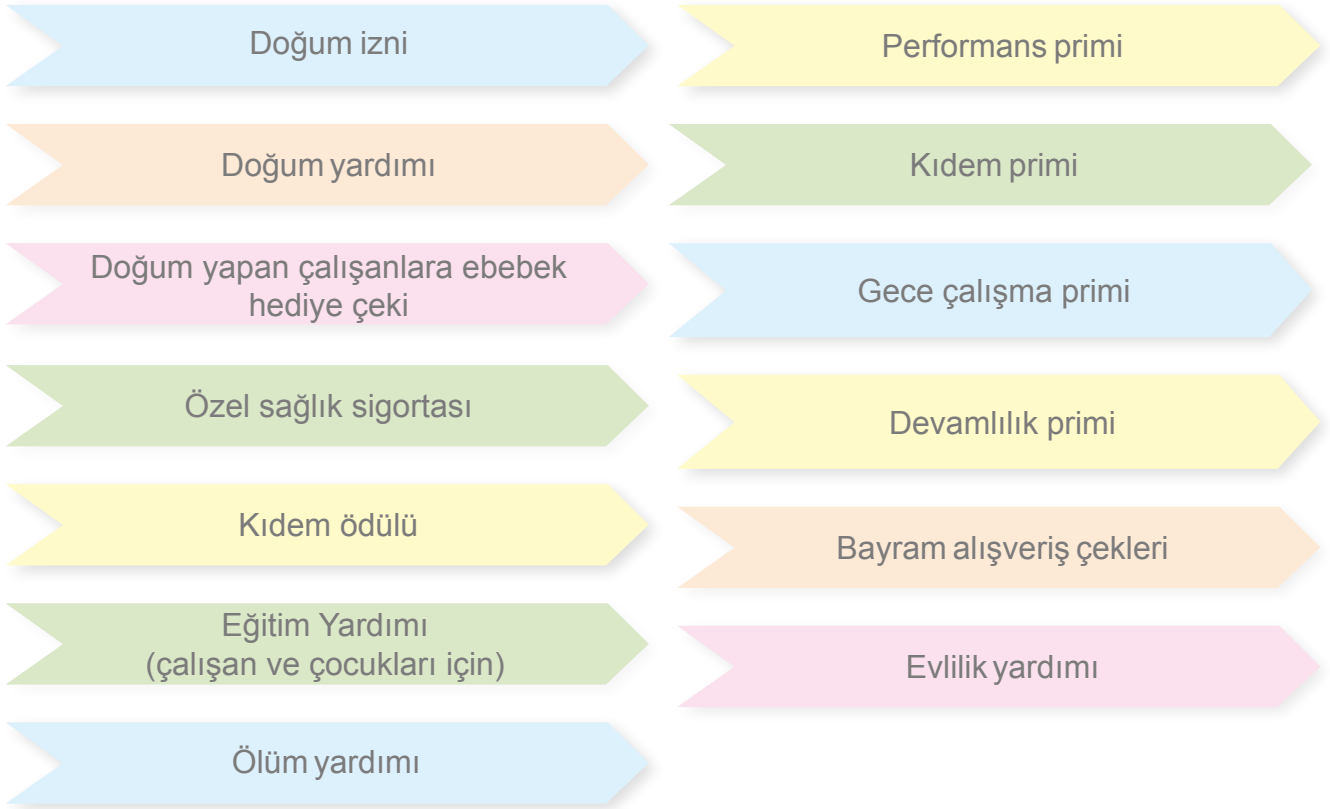 Doğum izni
Doğum yardımı
Doğum yapan çalışanlara ebebek
hediye çeki
Özel sağlık sigortası
Kıdem ödülü
Eğitim Yardımı
(çalışan ve çocukları için)
Ölüm yardımı
Performans primi
Kıdem primi
Gece çalışma primi
Devamlılık primi
Bayram alışveriş çekleri
Evlilik yardımı